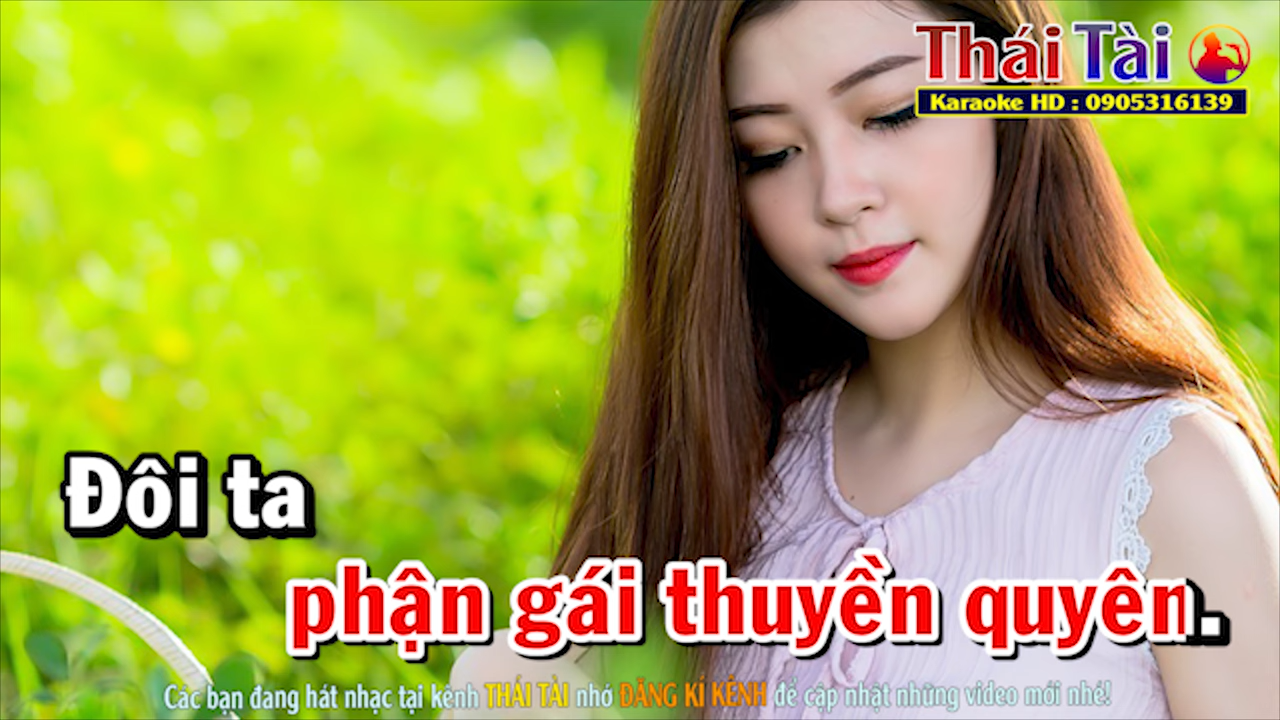 Thái Tài
Karaoke HD : 0905316139
Đôi ta
phận gái thuyền quyên.
Các bạn đang hát nhạc tại kênh THÁI TÀI nhớ ĐĂNG KÍ KÊNH để cập nhật những video mới nhé!